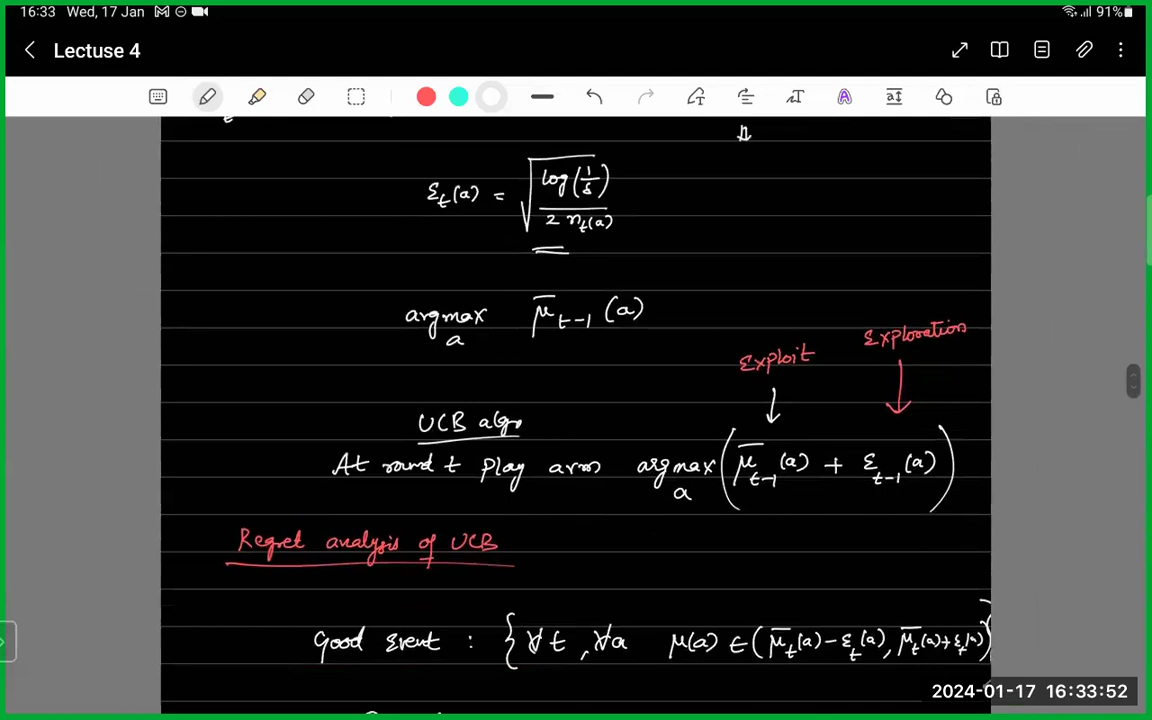 16:33 Wed, 17 Jan
91%
Lectuse 4
ε_t(a) = √(log(1/δ) / 2 n_t(a))
argmax_a μ̄_{t-1}(a)
Exploit Exploration
UCB algo
At round t play arm argmax_a (μ̄_{t-1}(a) + ε_{t-1}(a))
Regret analysis of UCB
Good Event : {∀t, ∀a μ(a) ∈ (μ̄_t(a) - ε_t(a), μ̄_t(a) + ε_t(a))}
2024-01-17 16:33:52